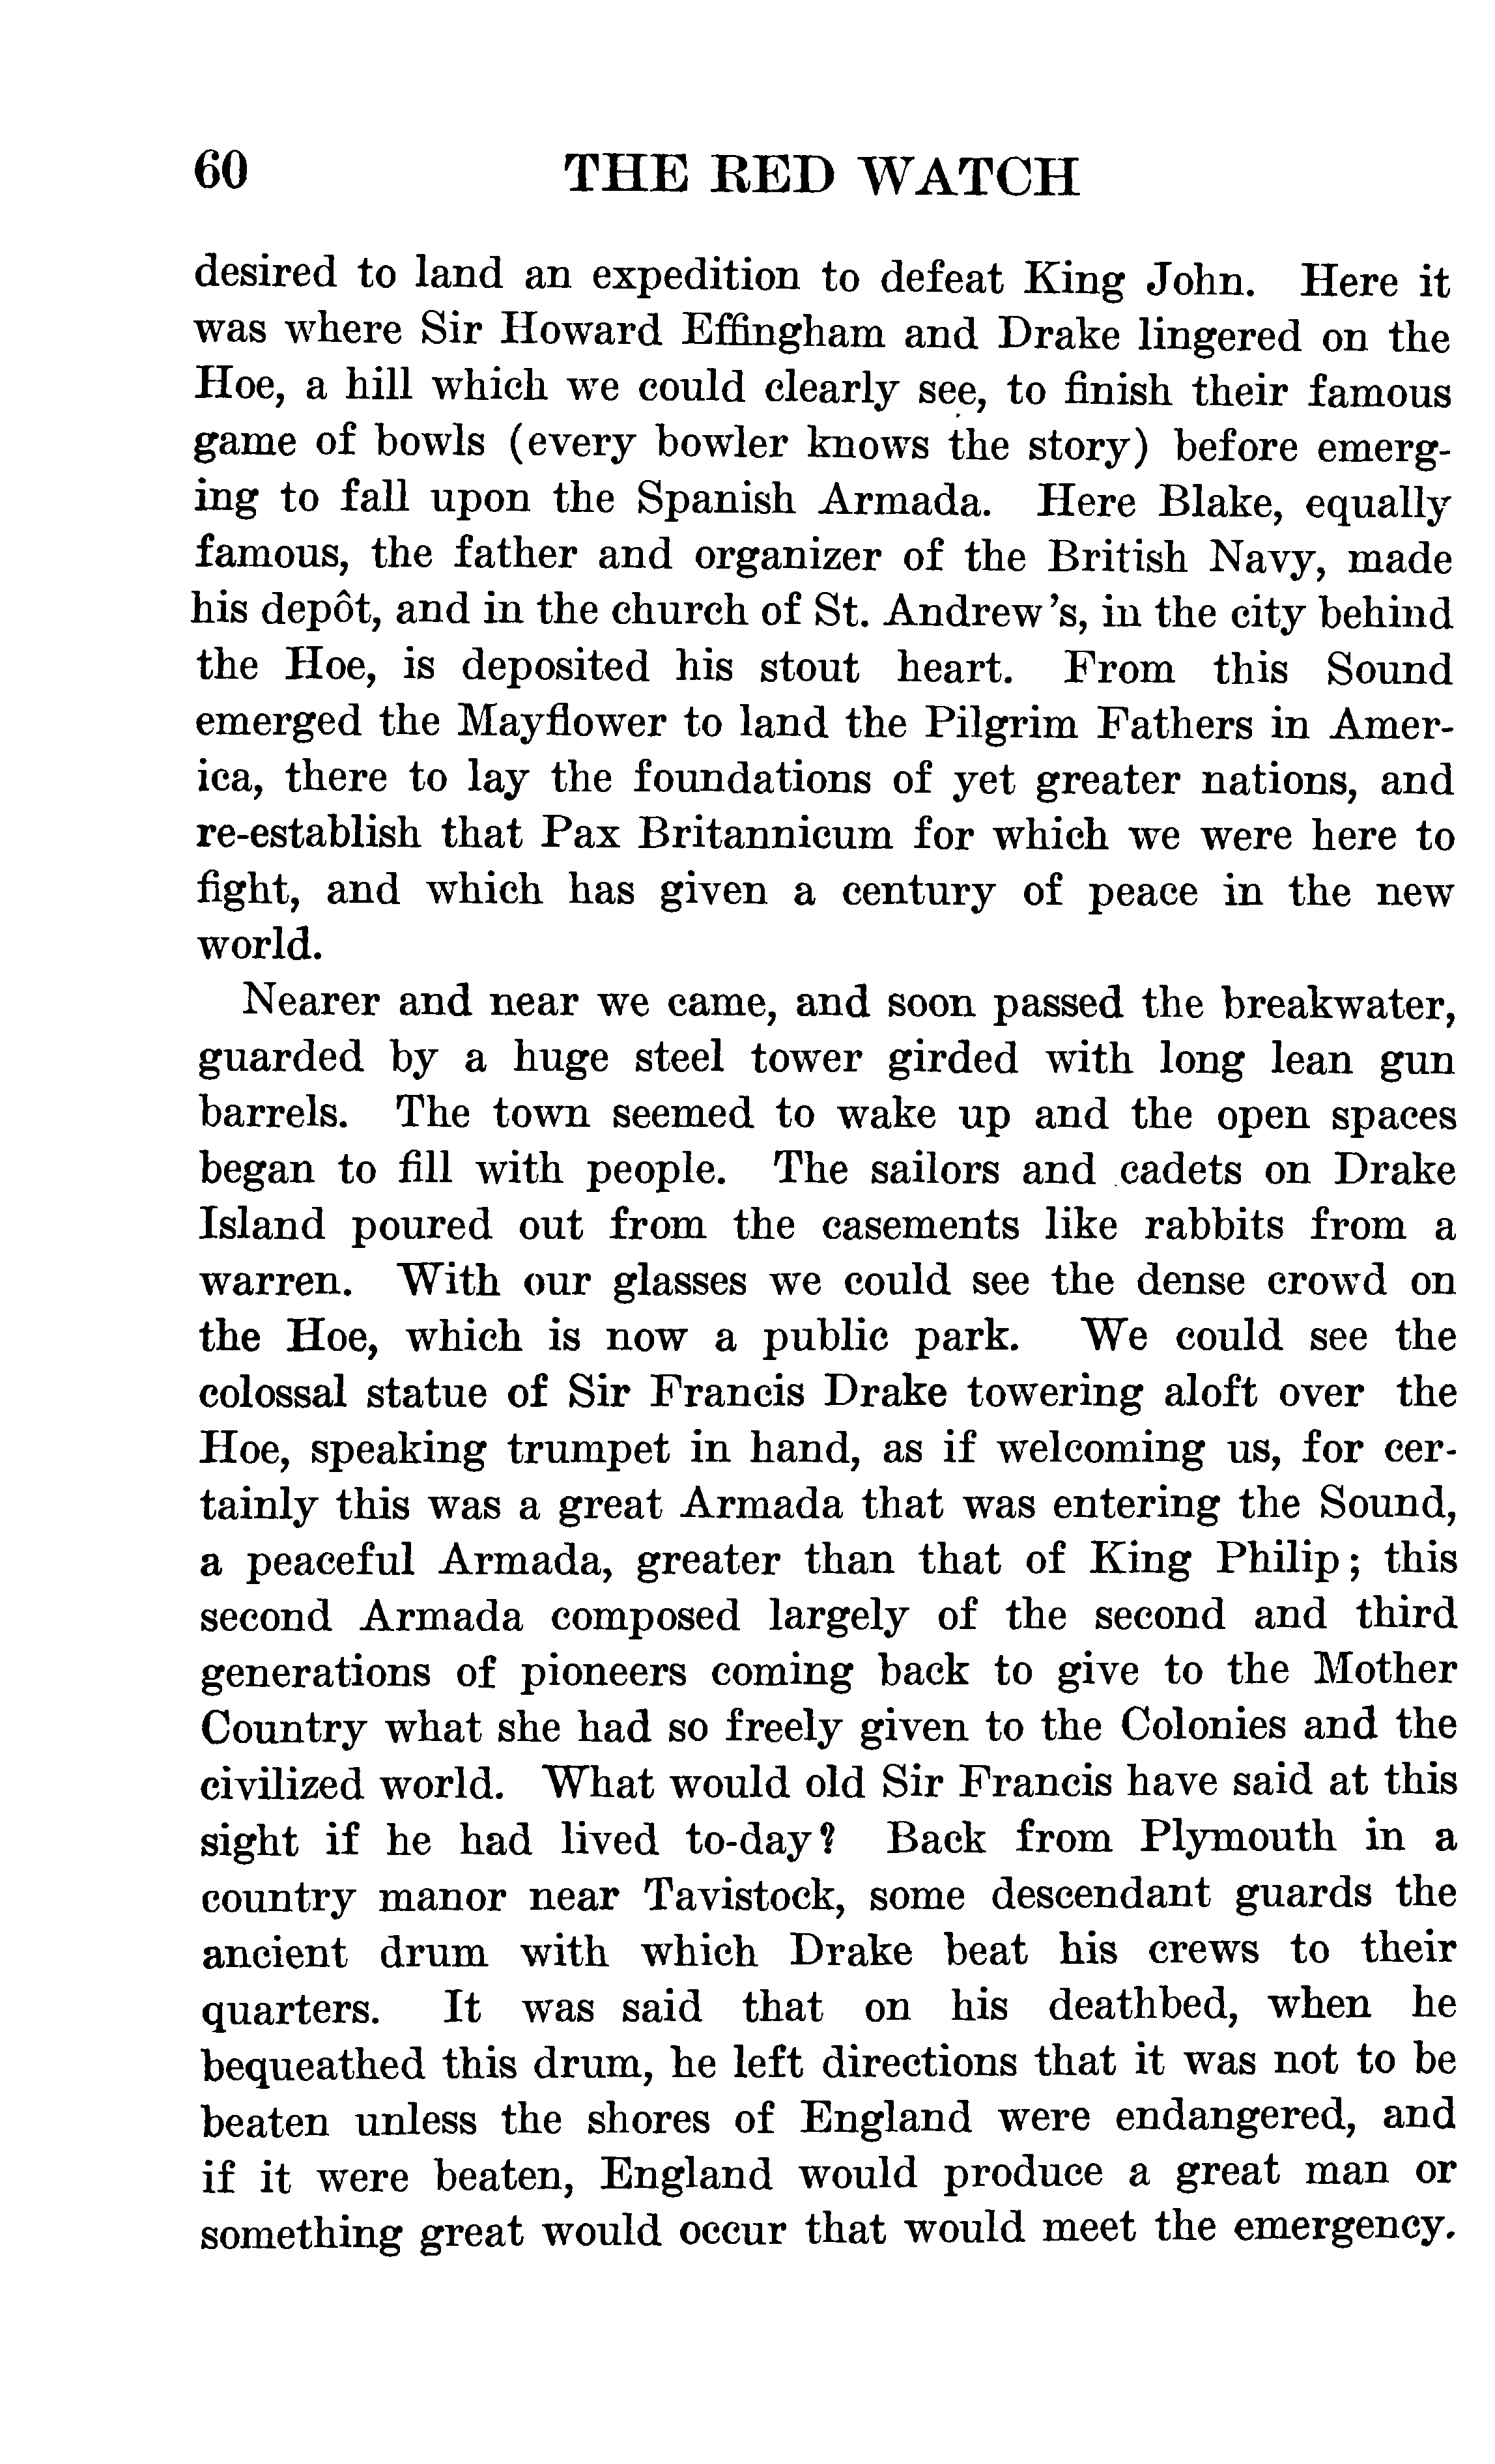 60 THE RED WATCH
desired to land an expedition to defeat King John. Here it
was where Sir Howard Effingham and Drake lingered on the
Hoe, a hill which we could clearly see, to finish their famous
game of bowls (every bowler knows the story) before emerg-
ing to fall upon the Spanish Armada. Here Blake, equally
famous, the father and organizer of the British Navy, made
his depôt, and in the church of St. Andrew's, in the city behind
the Hoe, is deposited his stout heart. From this Sound
emerged the Mayflower to land the Pilgrim Fathers in Amer-
ica, there to lay the foundations of yet greater nations, and
re-establish that Pax Britannicum for which we were here to
fight, and which has given a century of peace in the new
world.
Nearer and near we came, and soon passed the breakwater,
guarded by a huge steel tower girded with long lean gun
barrels. The town seemed to wake up and the open spaces
began to fill with people. The sailors and cadets on Drake
Island poured out from the casements like rabbits from a
warren. With our glasses we could see the dense crowd on
the Hoe, which is now a public park. We could see the
colossal statue of Sir Francis Drake towering aloft over the
Hoe, speaking trumpet in hand, as if welcoming us, for cer-
tainly this was a great Armada that was entering the Sound,
a peaceful Armada, greater than that of King Philip; this
second Armada composed largely of the second and third
generations of pioneers coming back to give to the Mother
Country what she had so freely given to the Colonies and the
civilized world. What would old Sir Francis have said at this
sight if he had lived to-day? Back from Plymouth in a
country manor near Tavistock, some descendant guards the
ancient drum with which Drake beat his crews to their
quarters. It was said that on his deathbed, when he
bequeathed this drum, he left directions that it was not to be
beaten unless the shores of England were endangered, and
if it were beaten, England would produce a great man or
something great would occur that would meet the emergency.